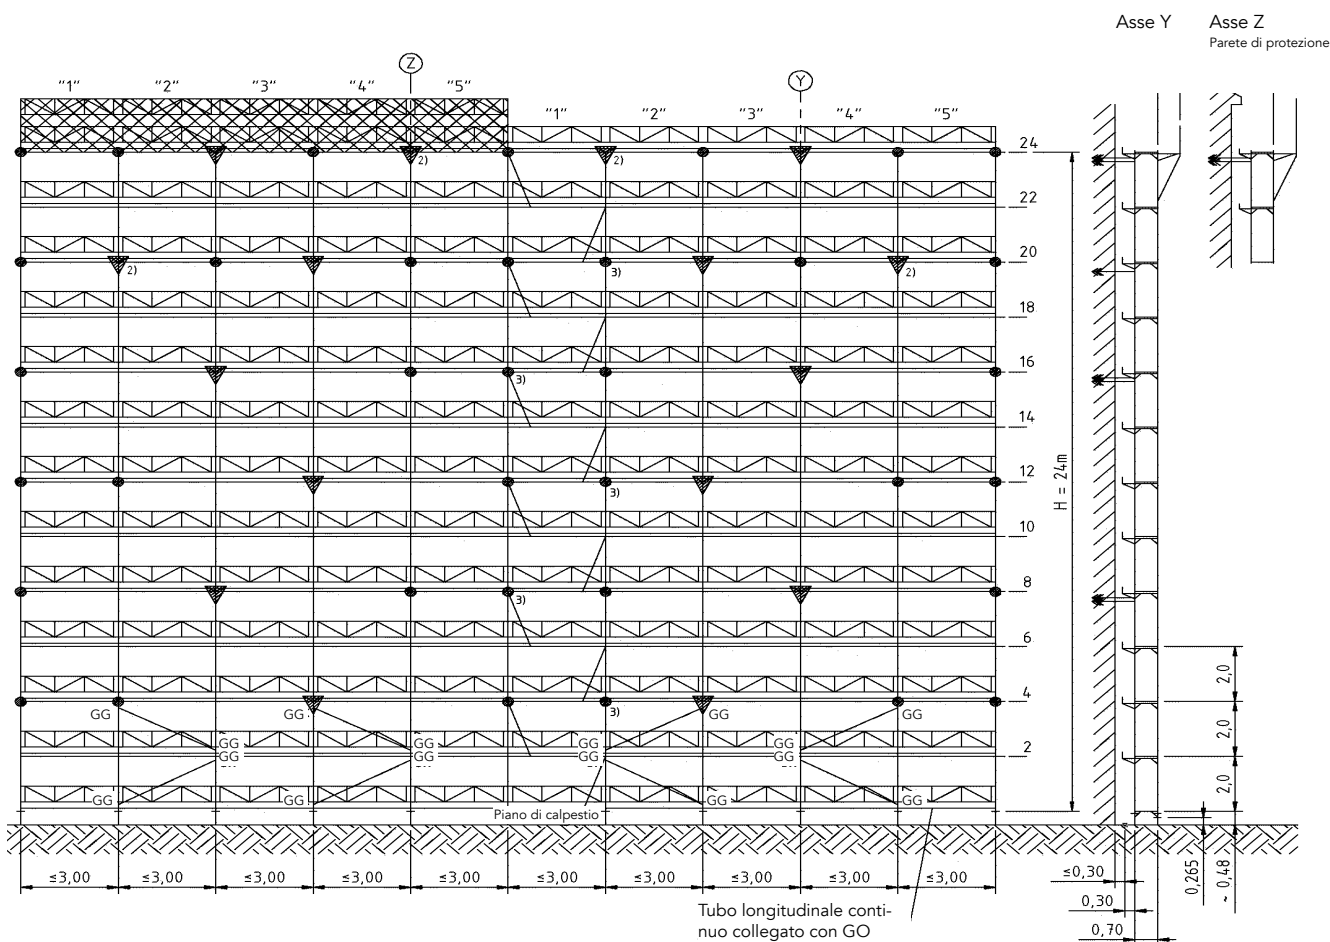 Asse Y
Asse Z
Parete di protezione
Z
Y
"1" "2" "3" "4" "5"
"1" "2" "3" "4" "5"
24
2)
2)
22
20
2)
3)
2)
18
16
3)
14
12
3)
H = 24m
10
8
3)
6
4
3)
GG
GG
GG
GG
GG
GG
GG
GG
2
GG
GG
GG
GG
GG
GG
GG
GG
Piano di calpestio
2,0
2,0
2,0
≤3,00 ≤3,00 ≤3,00 ≤3,00 ≤3,00 ≤3,00 ≤3,00 ≤3,00 ≤3,00 ≤3,00
≤0,30
0,30
0,70
0,265
~ 0,48
Tubo longitudinale conti-
nuo collegato con GO